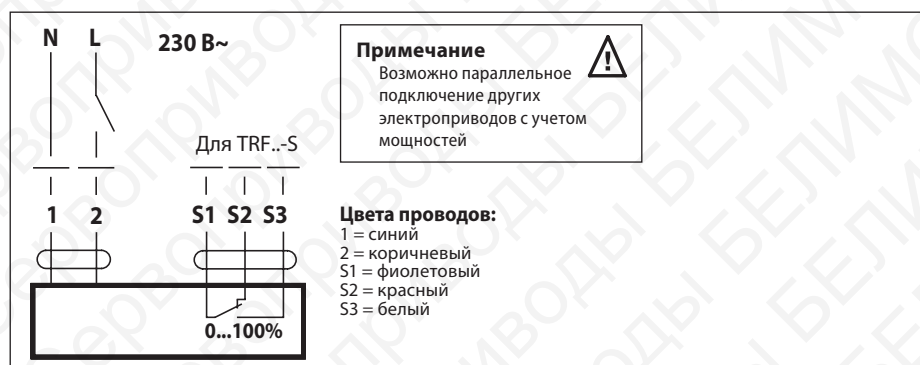 N L 230 В~
Примечание
Возможно параллельное
подключение других
электроприводов с учетом
мощностей
Для TRF..-S
1 2 S1 S2 S3
0...100%
Цвета проводов:
1 = синий
2 = коричневый
S1 = фиолетовый
S2 = красный
S3 = белый